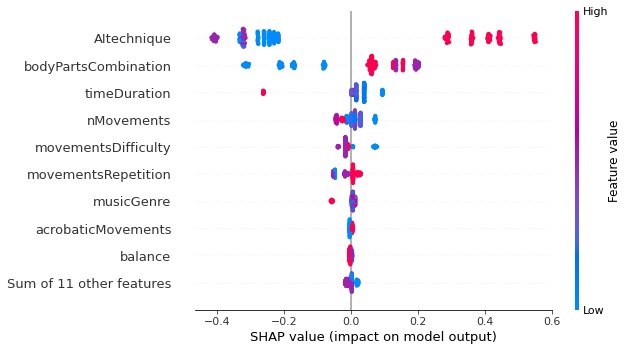 High
AItechnique
bodyPartsCombination
timeDuration
nMovements
movementsDifficulty
movementsRepetition
musicGenre
acrobaticMovements
balance
Sum of 11 other features
Feature value
Low
−0.4 −0.2 0.0 0.2 0.4 0.6
SHAP value (impact on model output)